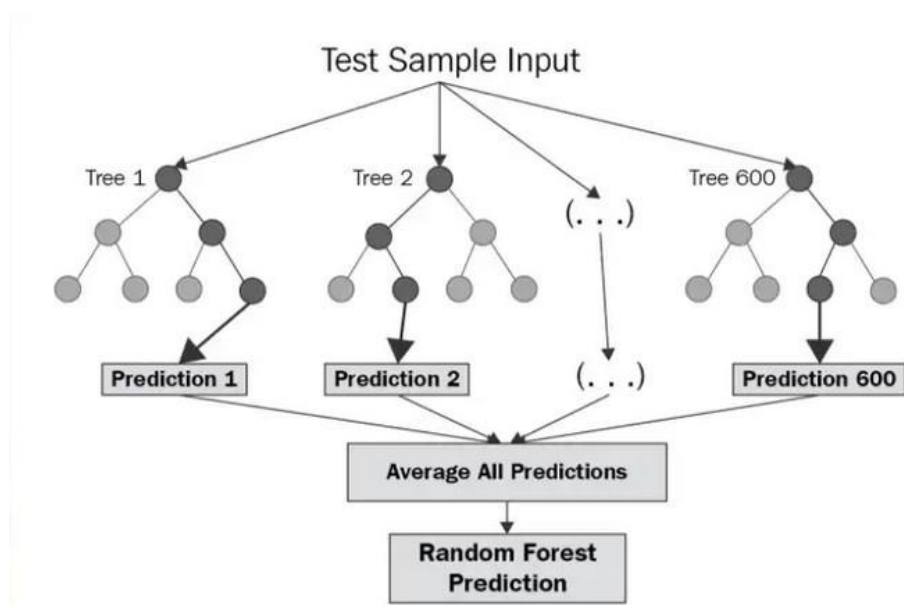 Test Sample Input
Tree 1
Tree 2
(. . .)
Tree 600
Prediction 1
Prediction 2
(. . .)
Prediction 600
Average All Predictions
Random Forest
Prediction